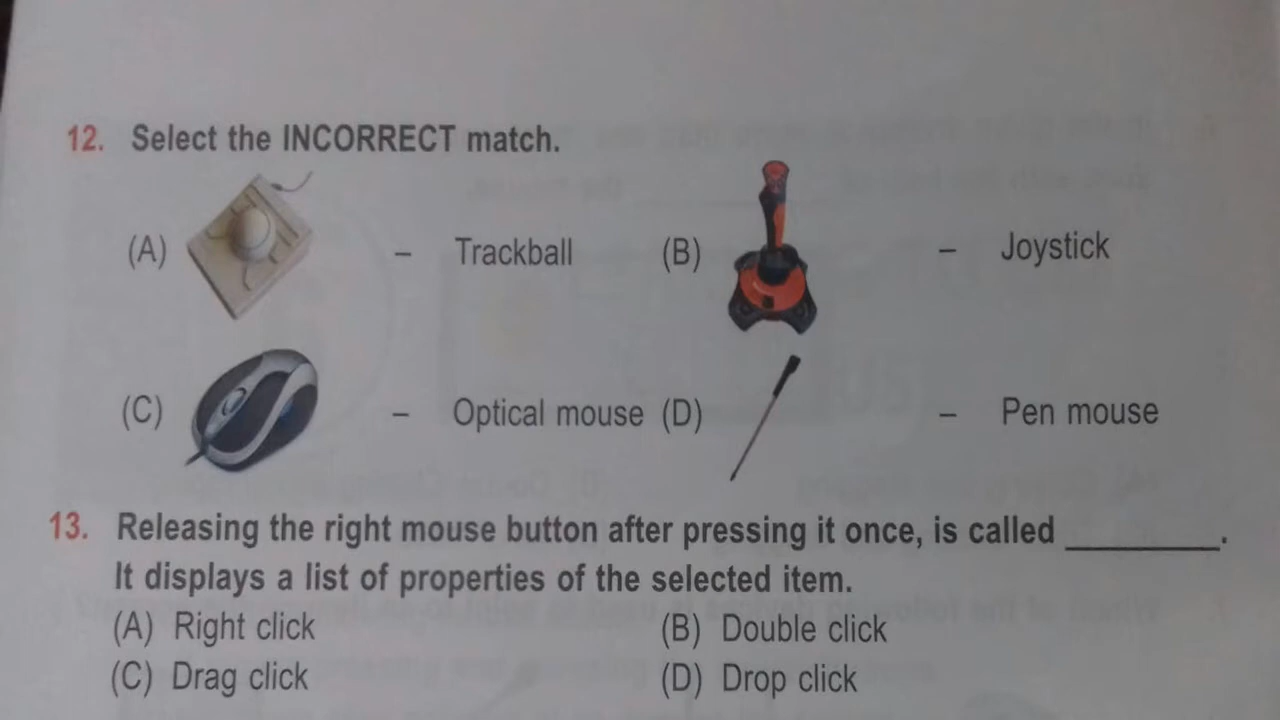 12. Select the INCORRECT match.
(A) – Trackball (B) – Joystick
(C) – Optical mouse (D) – Pen mouse
13. Releasing the right mouse button after pressing it once, is called _________.
It displays a list of properties of the selected item.
(A) Right click (B) Double click
(C) Drag click (D) Drop click